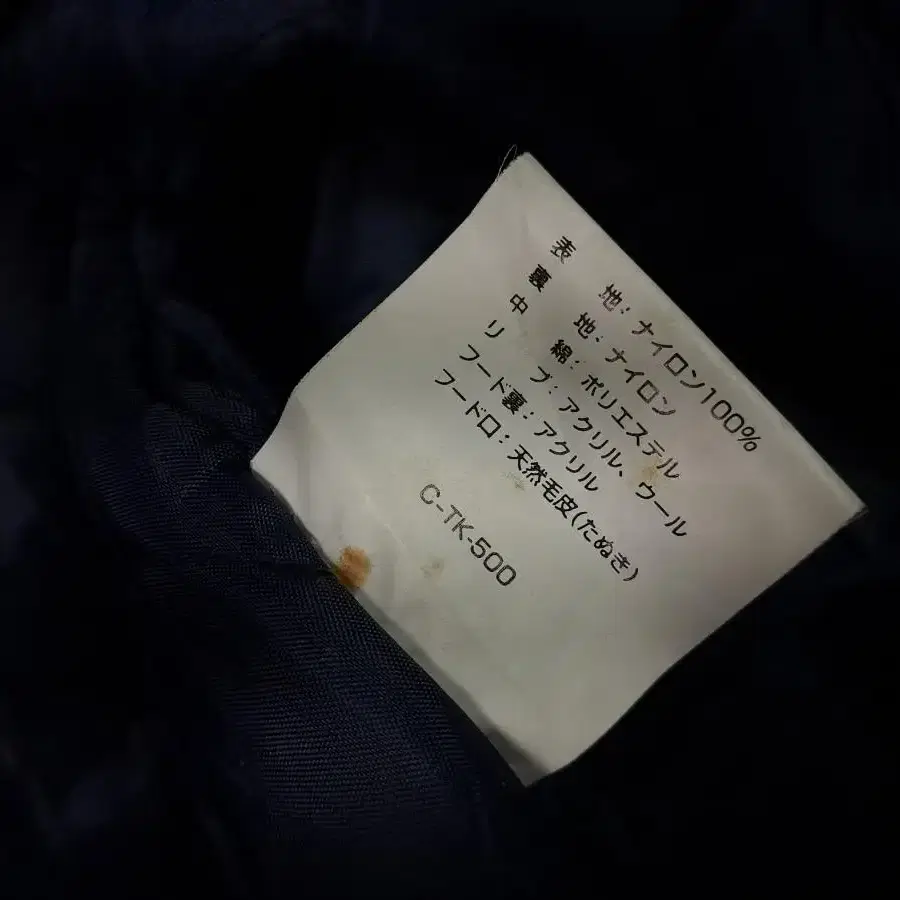 表地：ナイロン100%
裏地：ナイロン
中綿：ポリエステル
リブ：アクリル、ウール
フード裏：アクリル
フード口：天然毛皮(たぬき)
C-TK-500